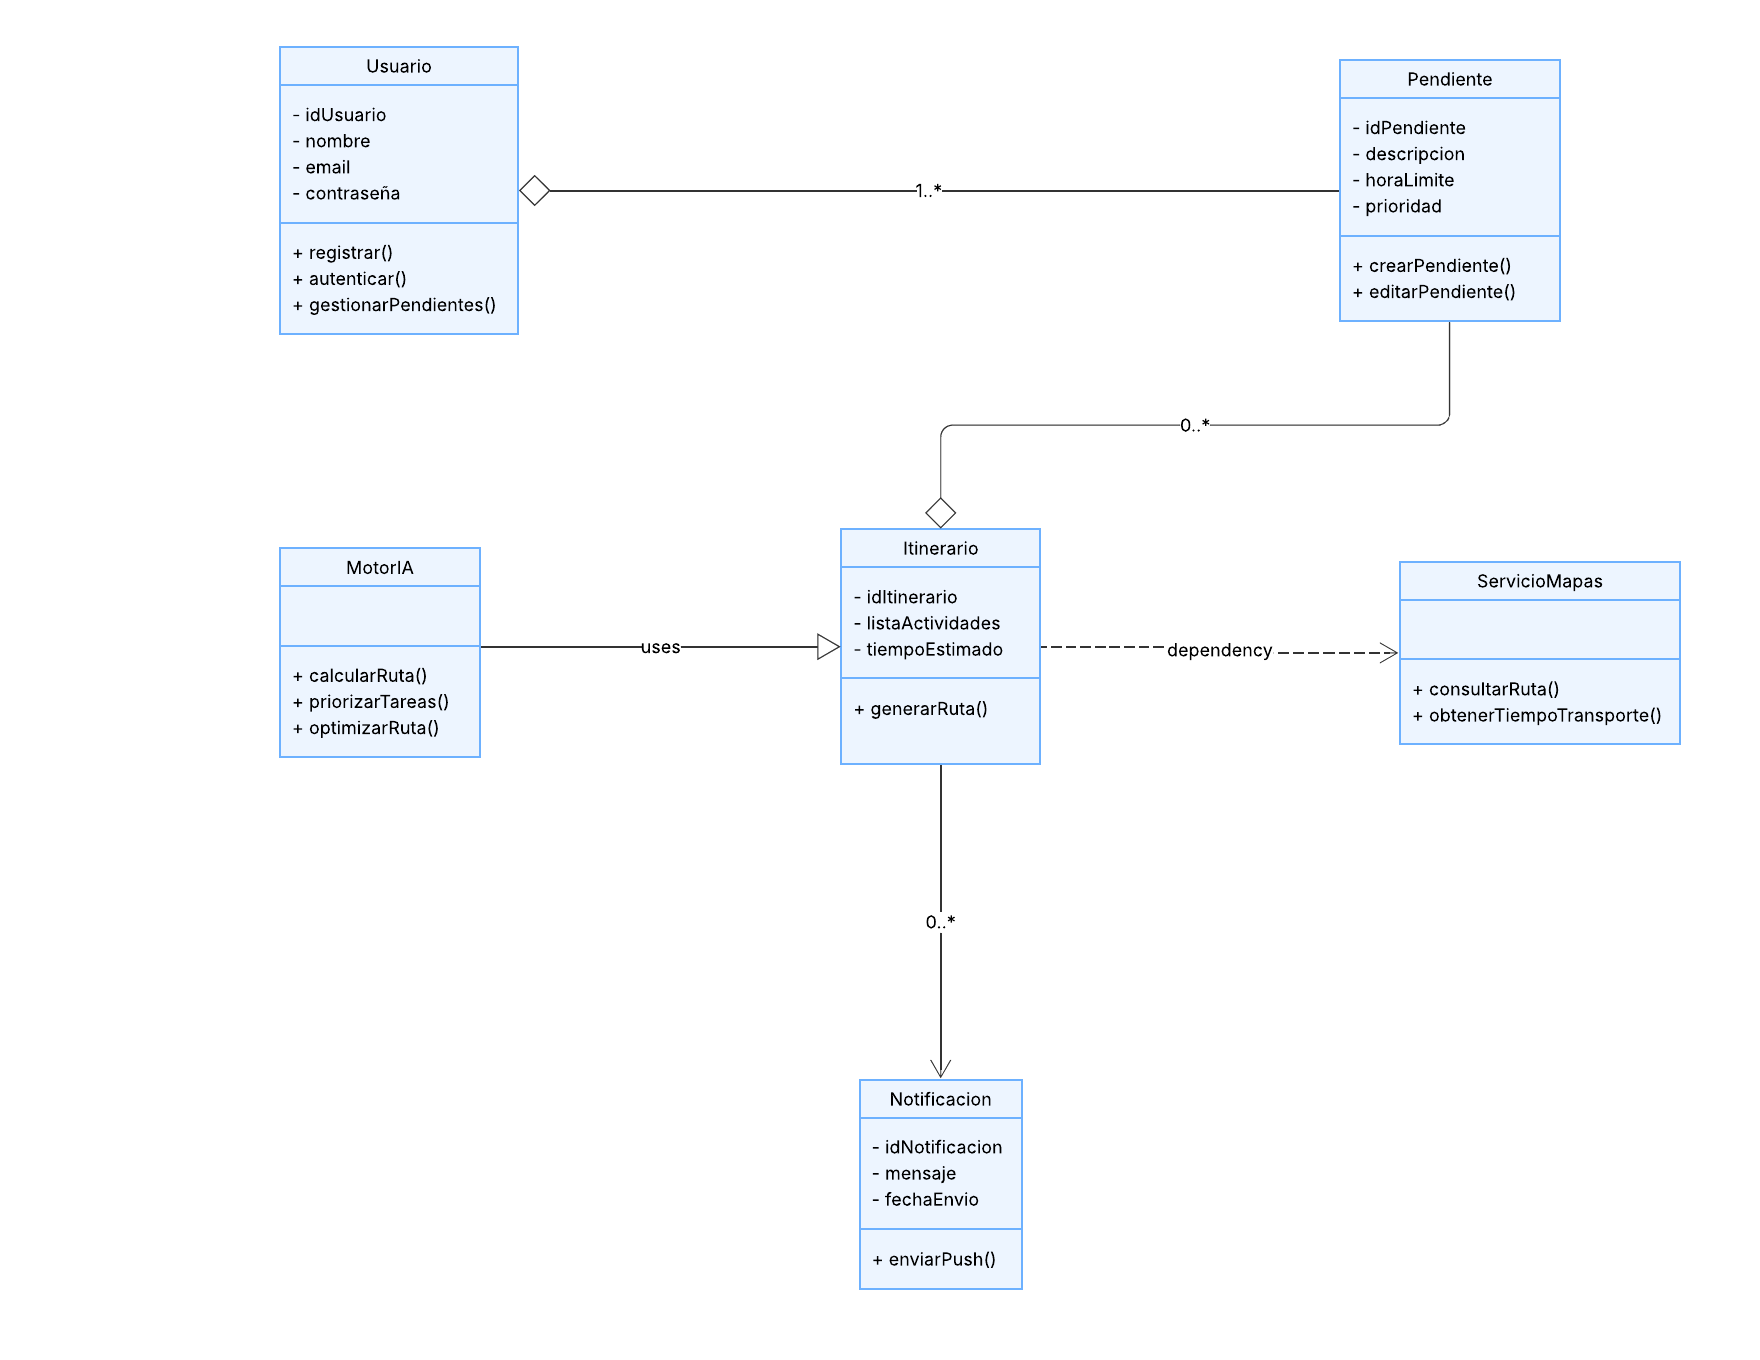 Usuario
- idUsuario
- nombre
- email
- contraseña
+ registrar()
+ autenticar()
+ gestionarPendientes()
1..*
Pendiente
- idPendiente
- descripcion
- horaLimite
- prioridad
+ crearPendiente()
+ editarPendiente()
0..*
MotorIA
+ calcularRuta()
+ priorizarTareas()
+ optimizarRuta()
uses
Itinerario
- idItinerario
- listaActividades
- tiempoEstimado
+ generarRuta()
dependency
ServicioMapas
+ consultarRuta()
+ obtenerTiempoTransporte()
0..*
Notificacion
- idNotificacion
- mensaje
- fechaEnvio
+ enviarPush()